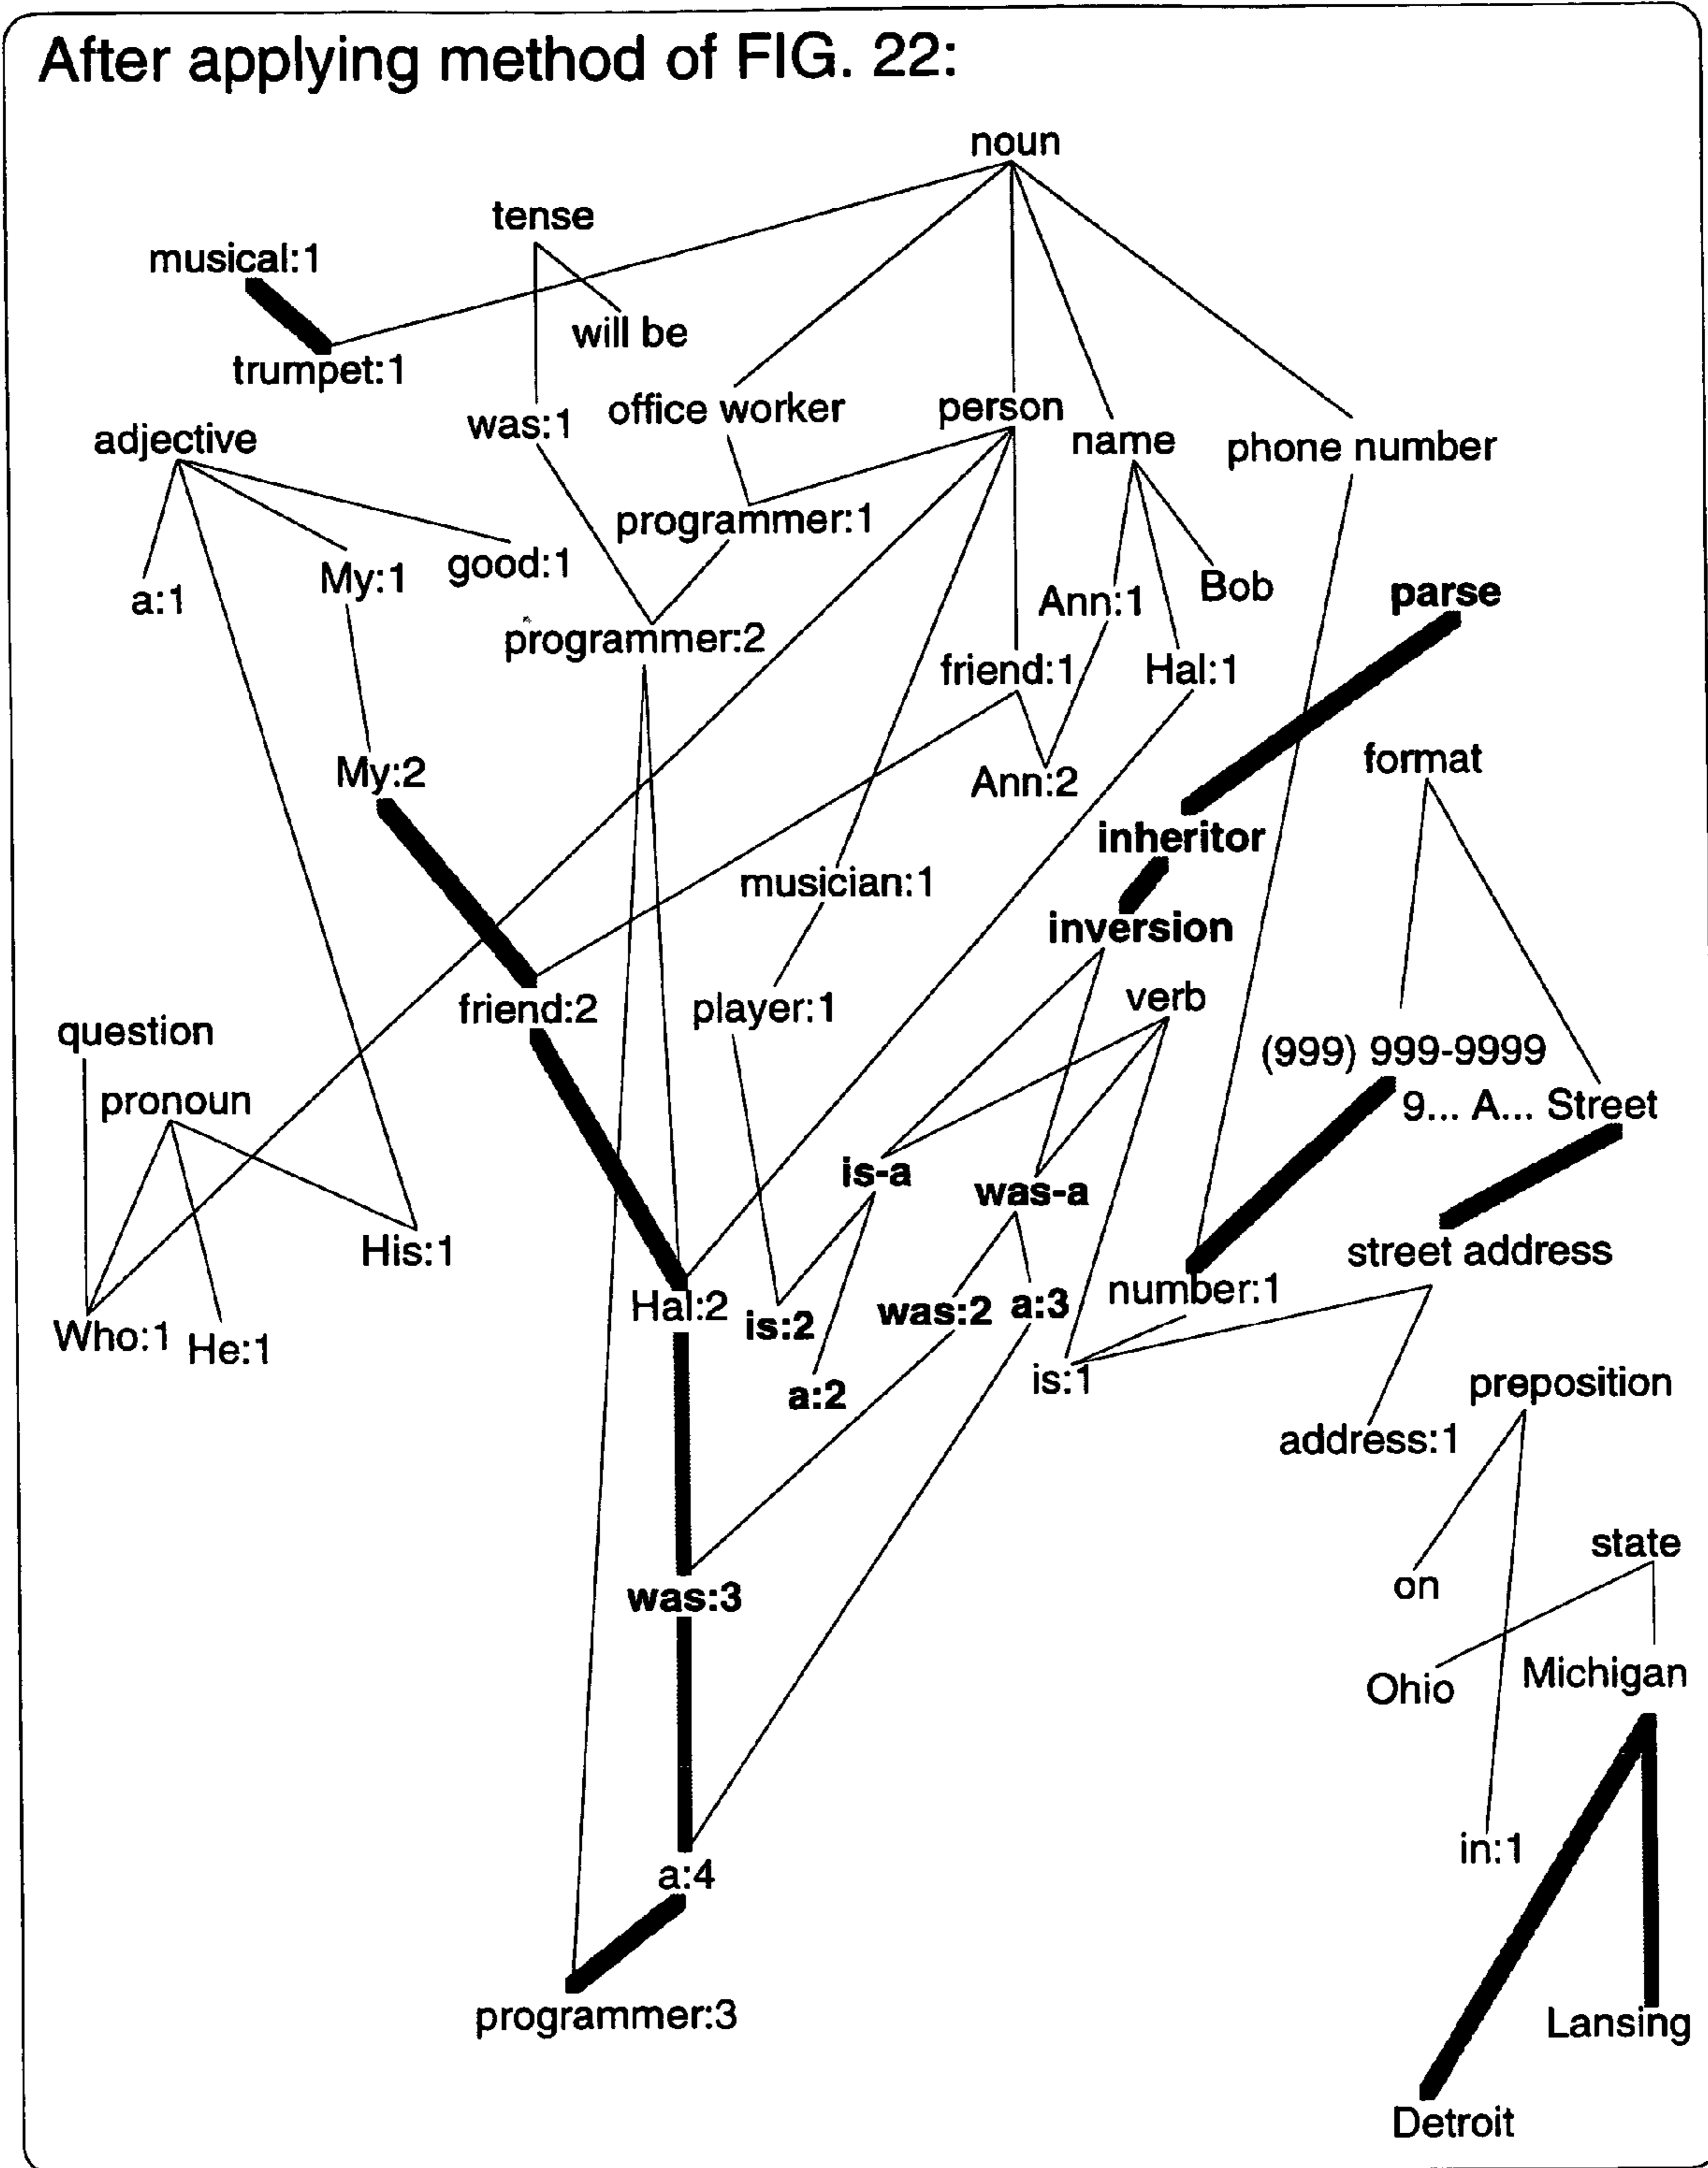 After applying method of FIG. 22:
noun
tense
musical:1
will be
trumpet:1
was:1
office worker
person
adjective
name
phone number
programmer:1
good:1
My:1
a:1
Ann:1
Bob
parse
programmer:2
friend:1
Hal:1
format
My:2
Ann:2
inheritor
musician:1
inversion
verb
friend:2
player:1
question
(999) 999-9999
pronoun
9... A... Street
is-a
was-a
His:1
street address
number:1
Hal:2
is:2
was:2
a:3
Who:1
He:1
is:1
a:2
preposition
address:1
state
on
was:3
Michigan
Ohio
in:1
a:4
programmer:3
Lansing
Detroit